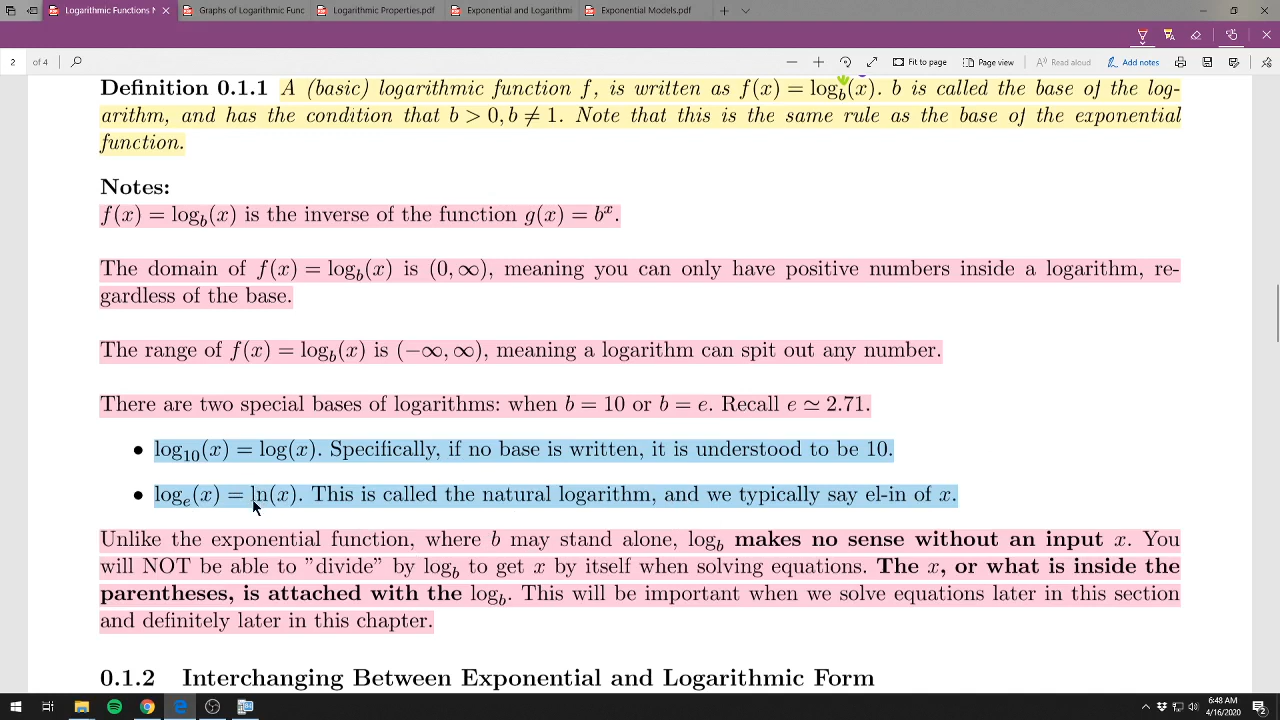 Logarithmic Functions N
Graphs of Logarithmic Func
Logarithmic Properties.pdf
Exponential and Logarithmi
Exponential Models.pdf
2 of 4
Fit to page
Page view
Read aloud
Add notes
Definition 0.1.1 A (basic) logarithmic function f, is written as f(x) = log_b(x). b is called the base of the log-
arithm, and has the condition that b > 0, b ≠ 1. Note that this is the same rule as the base of the exponential
function.
Notes:
f(x) = log_b(x) is the inverse of the function g(x) = b^x.
The domain of f(x) = log_b(x) is (0, ∞), meaning you can only have positive numbers inside a logarithm, re-
gardless of the base.
The range of f(x) = log_b(x) is (−∞, ∞), meaning a logarithm can spit out any number.
There are two special bases of logarithms: when b = 10 or b = e. Recall e ≃ 2.71.
• log_10(x) = log(x). Specifically, if no base is written, it is understood to be 10.
• log_e(x) = ln(x). This is called the natural logarithm, and we typically say el-in of x.
Unlike the exponential function, where b may stand alone, log_b makes no sense without an input x. You
will NOT be able to "divide" by log_b to get x by itself when solving equations. The x, or what is inside the
parentheses, is attached with the log_b. This will be important when we solve equations later in this section
and definitely later in this chapter.
0.1.2 Interchanging Between Exponential and Logarithmic Form
6:48 AM
4/16/2020